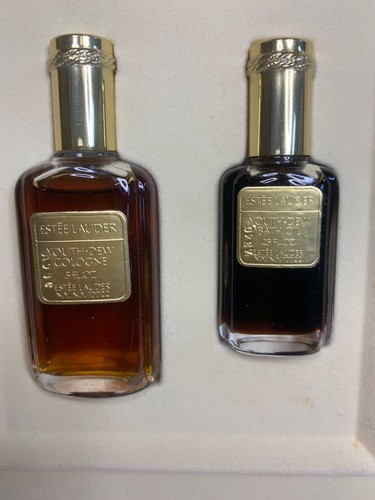 ESTĒE LAUDER
YOUTH-DEW
COLOGNE
.5 FL.OZ.
ESTĒE LAUDER
N.Y. N.Y. 10022
ESTĒE LAUDER
YOUTH-DEW
BATH OIL
.25 FL.OZ.
ESTĒE LAUDER
N.Y. N.Y. 10022